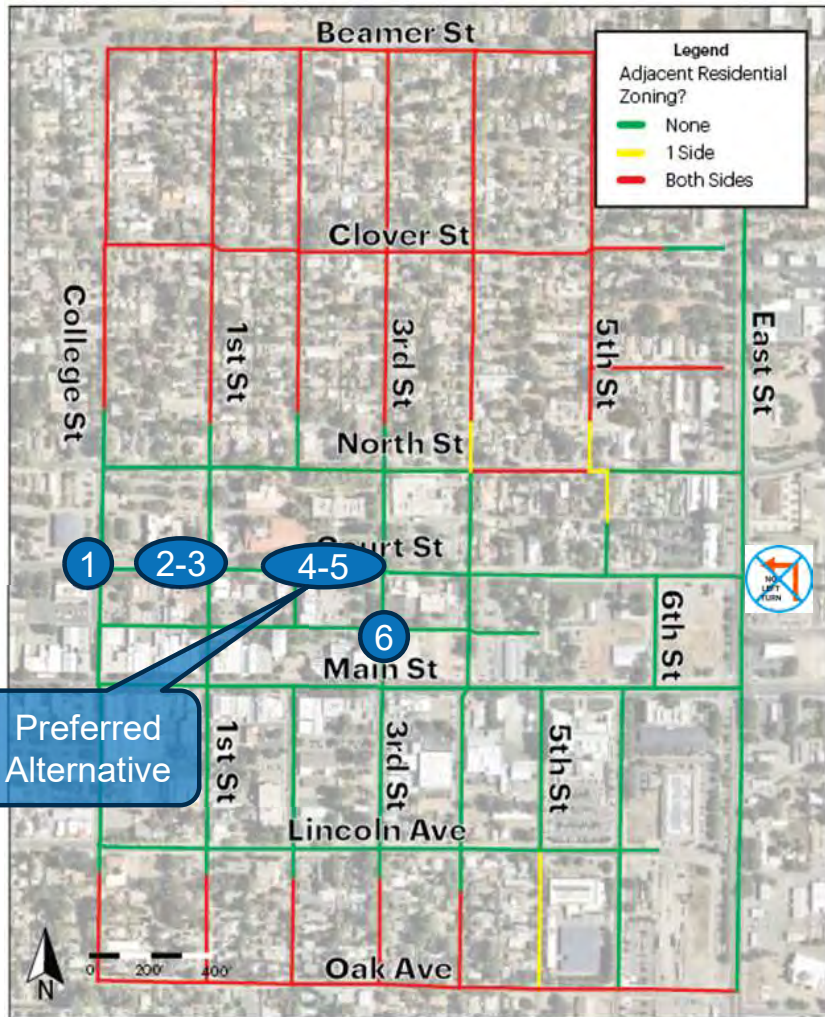 Beamer St
Legend
Adjacent Residential
Zoning?
None
1 Side
Both Sides
Clover St
College St
1st St
3rd St
5th St
East St
North St
Court St
1
2-3
4-5
NO
LEFT
TURN
6
6th St
Main St
Preferred
Alternative
1st St
3rd St
5th St
Lincoln Ave
0 200 400
N
Oak Ave